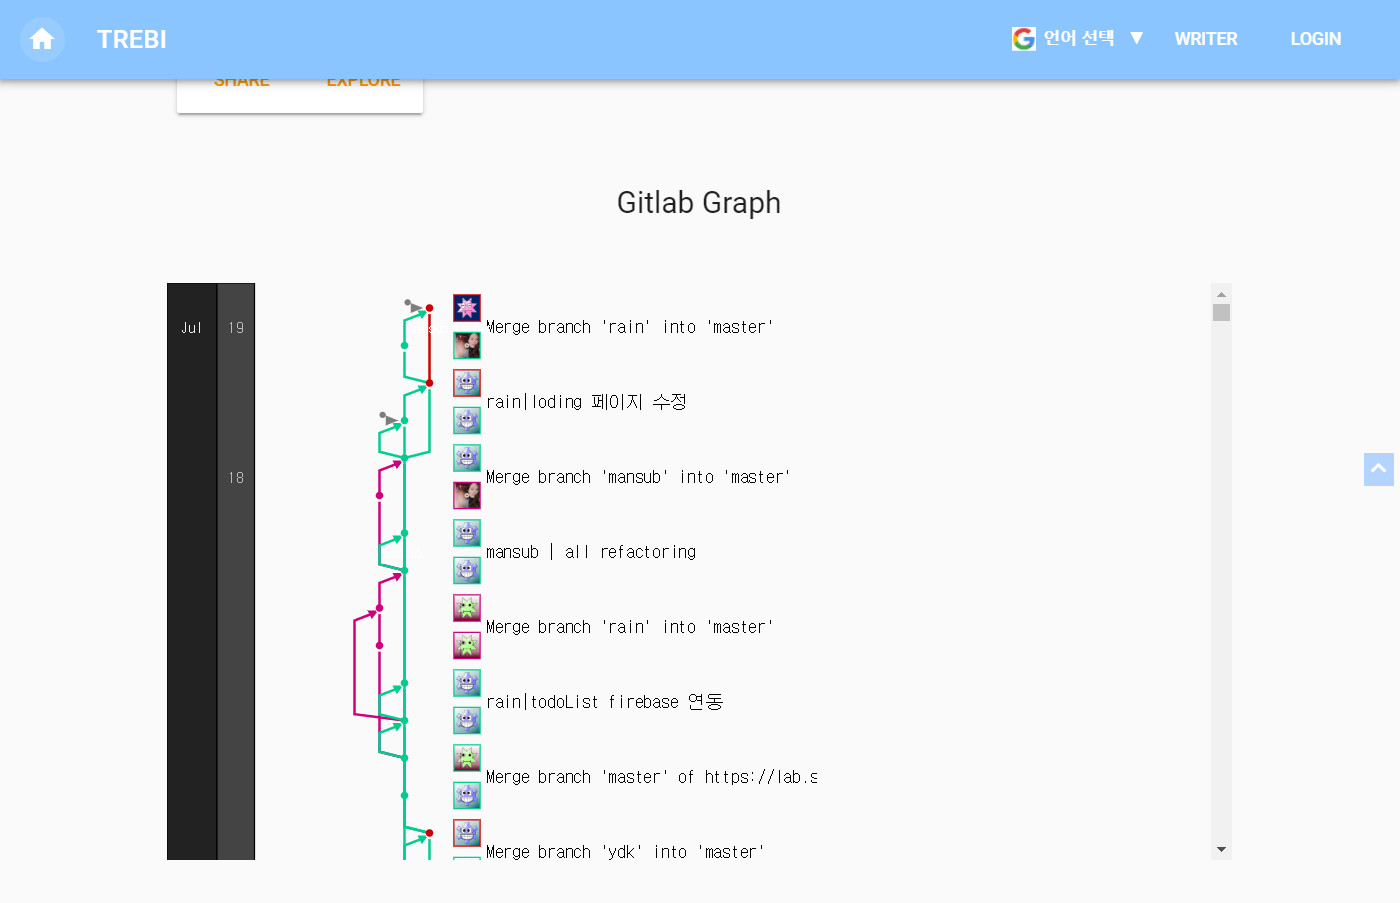 TREBI
언어 선택 ▼
WRITER
LOGIN
SHARE
EXPLORE
Gitlab Graph
Jul
19
Merge branch 'rain' into 'master'
rain|loding 페이지 수정
18
Merge branch 'mansub' into 'master'
mansub | all refactoring
Merge branch 'rain' into 'master'
rain|todoList firebase 연동
Merge branch 'master' of https://lab.s
Merge branch 'ydk' into 'master'